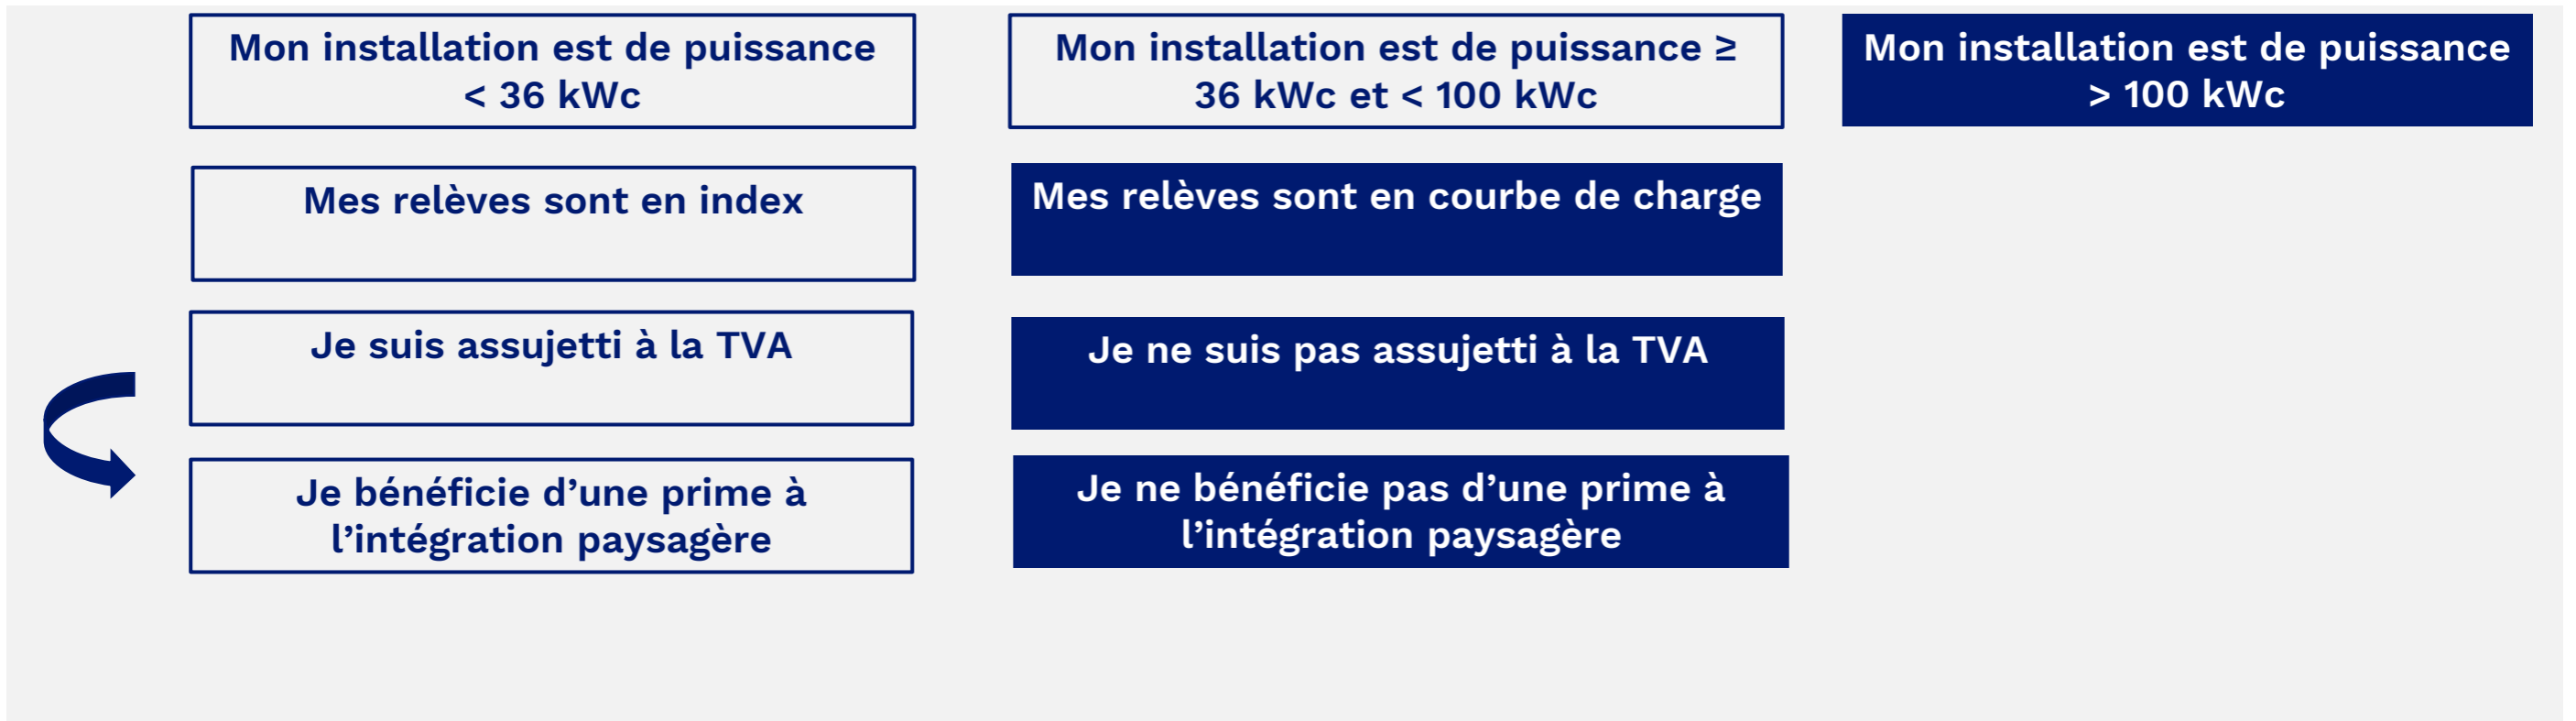 Mon installation est de puissance
< 36 kWc
Mon installation est de puissance ≥
36 kWc et < 100 kWc
Mon installation est de puissance
> 100 kWc
Mes relèves sont en index
Mes relèves sont en courbe de charge
Je suis assujetti à la TVA
Je ne suis pas assujetti à la TVA
Je bénéficie d’une prime à
l’intégration paysagère
Je ne bénéficie pas d’une prime à
l’intégration paysagère